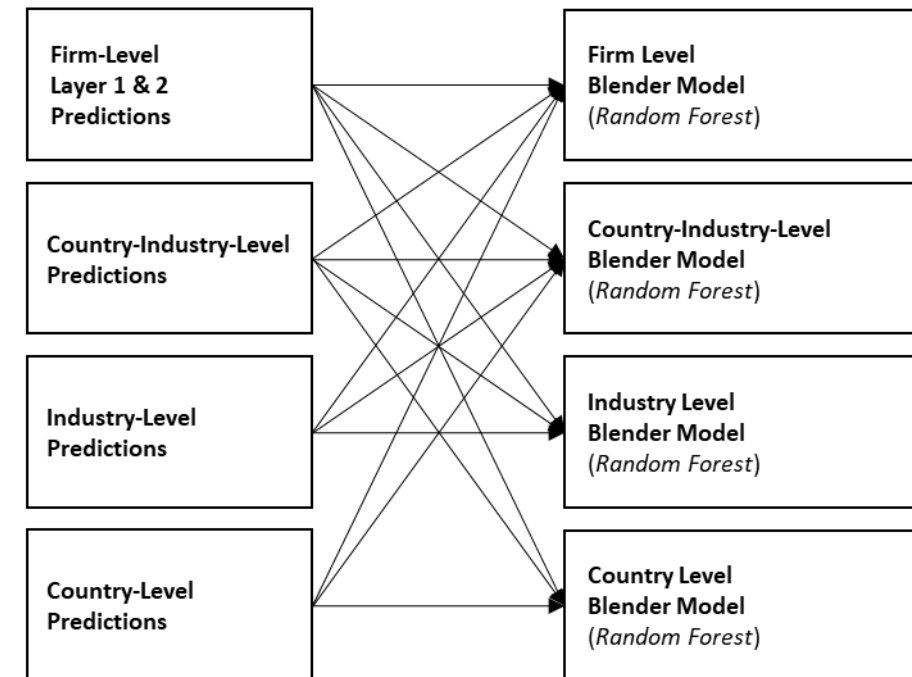 Firm-Level
Layer 1 & 2
Predictions
Firm Level
Blender Model
(Random Forest)
Country-Industry-Level
Predictions
Country-Industry-Level
Blender Model
(Random Forest)
Industry-Level
Predictions
Industry Level
Blender Model
(Random Forest)
Country-Level
Predictions
Country Level
Blender Model
(Random Forest)